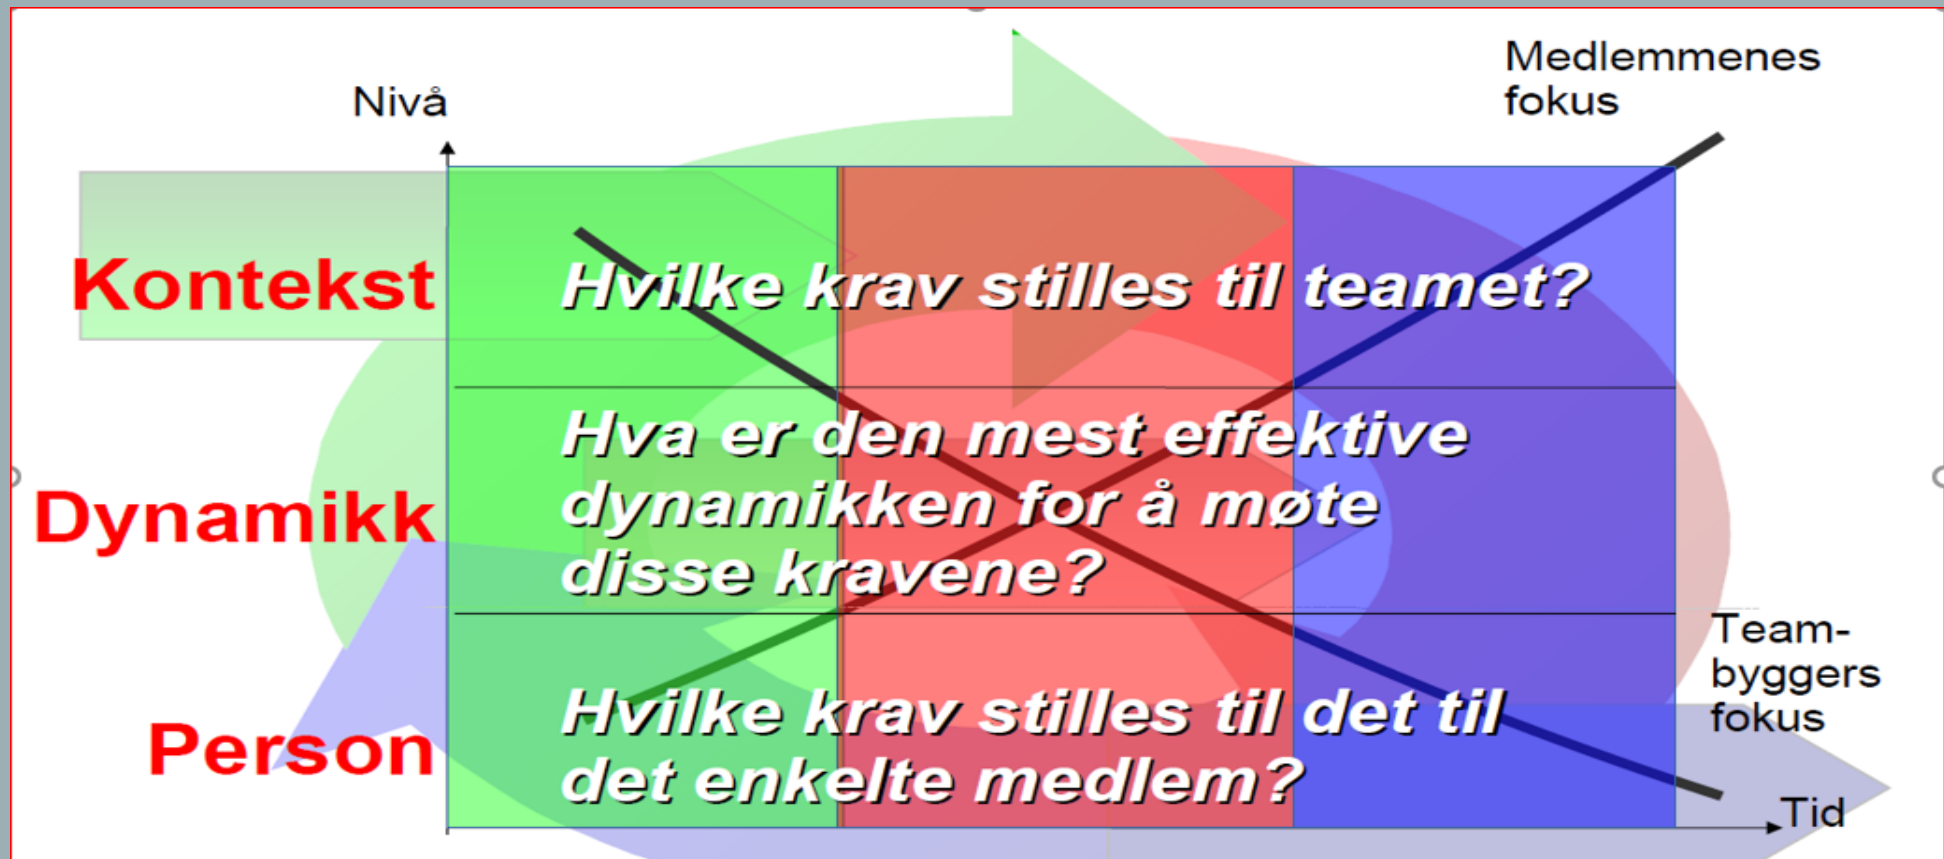 Medlemmenes
fokus
Nivå
Kontekst
Hvilke krav stilles til teamet?
Dynamikk
Hva er den mest effektive
dynamikken for å møte
disse kravene?
Person
Hvilke krav stilles til det til
det enkelte medlem?
Team-
byggers
fokus
Tid